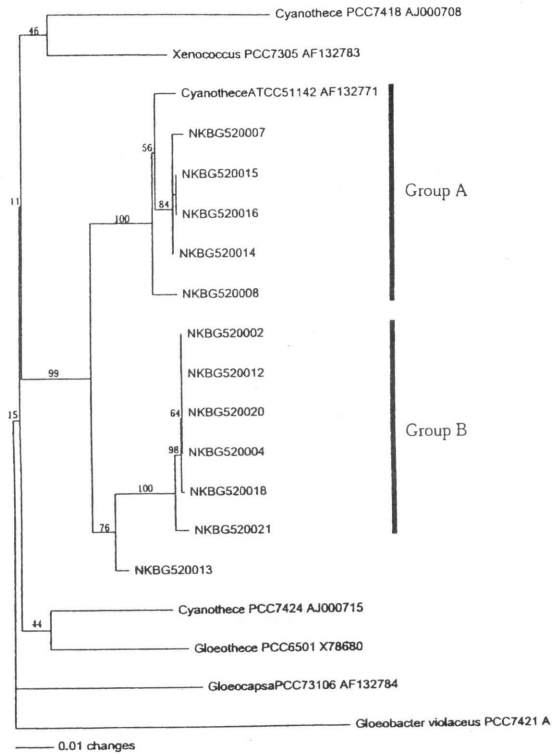 Cyanothece PCC7418 AJ000708
46
Xenococcus PCC7305 AF132783
CyanotheceATCC51142 AF132771
56
NKBG520007
NKBG520015
84
NKBG520016
Group A
11
100
NKBG520014
NKBG520008
NKBG520002
99
NKBG520012
15
64
NKBG520020
Group B
98
NKBG520004
100
NKBG520018
76
NKBG520021
NKBG520013
Cyanothece PCC7424 AJ000715
44
Gloeothece PCC6501 X78680
GloeocapsaPCC73106 AF132784
Gloeobacter violaceus PCC7421 A
0.01 changes